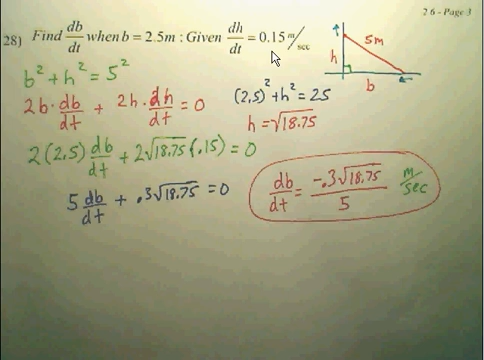 2.6 - Page 3
28) Find db/dt when b = 2.5m : Given dh/dt = 0.15 m/sec
h 5m b
b² + h² = 5²
2b · db/dt + 2h · dh/dt = 0
(2.5)² + h² = 25
h = √18.75
2(2.5) db/dt + 2√18.75 (.15) = 0
5 db/dt + .3√18.75 = 0
db/dt = -.3√18.75 / 5 m/sec